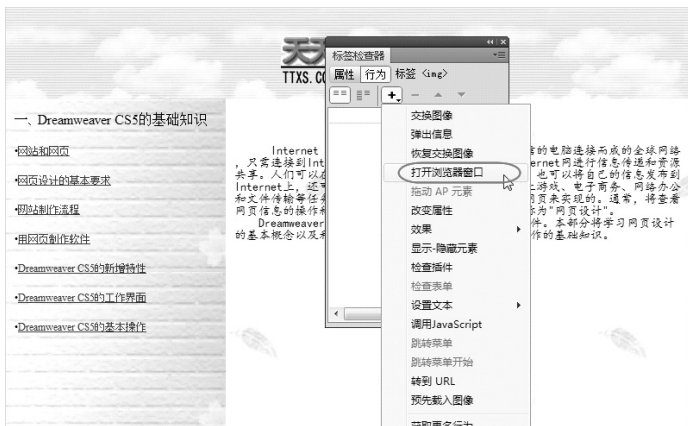 天天
TTXS.CO
标签检查器
属性 行为 标签 <img>
交换图像
弹出信息
恢复交换图像
打开浏览器窗口
拖动 AP 元素
改变属性
效果
显示-隐藏元素
检查插件
检查表单
设置文本
调用JavaScript
跳转菜单
跳转菜单开始
转到 URL
预先载入图像
获取更多行为
一、Dreamweaver CS5的基础知识
•网站和网页
•网页设计的基本要求
•网站制作流程
•用网页制作软件
•Dreamweaver CS5的新增特性
•Dreamweaver CS5的工作界面
•Dreamweaver CS5的基本操作
Internet 的电脑连接而成的全球网络
，只需连接到Int ernet网进行信息传递和资源
共享。人们可以在 也可以将自己的信息发布到
Internet上，还可 上游戏、电子商务、网络办公
和文件传输等任务 网页来实现的。通常，将查看
网页信息的操作称 为"网页设计"。
Dreamweaver 件。本部分将学习网页设计
的基本概念以及 作的基础知识。